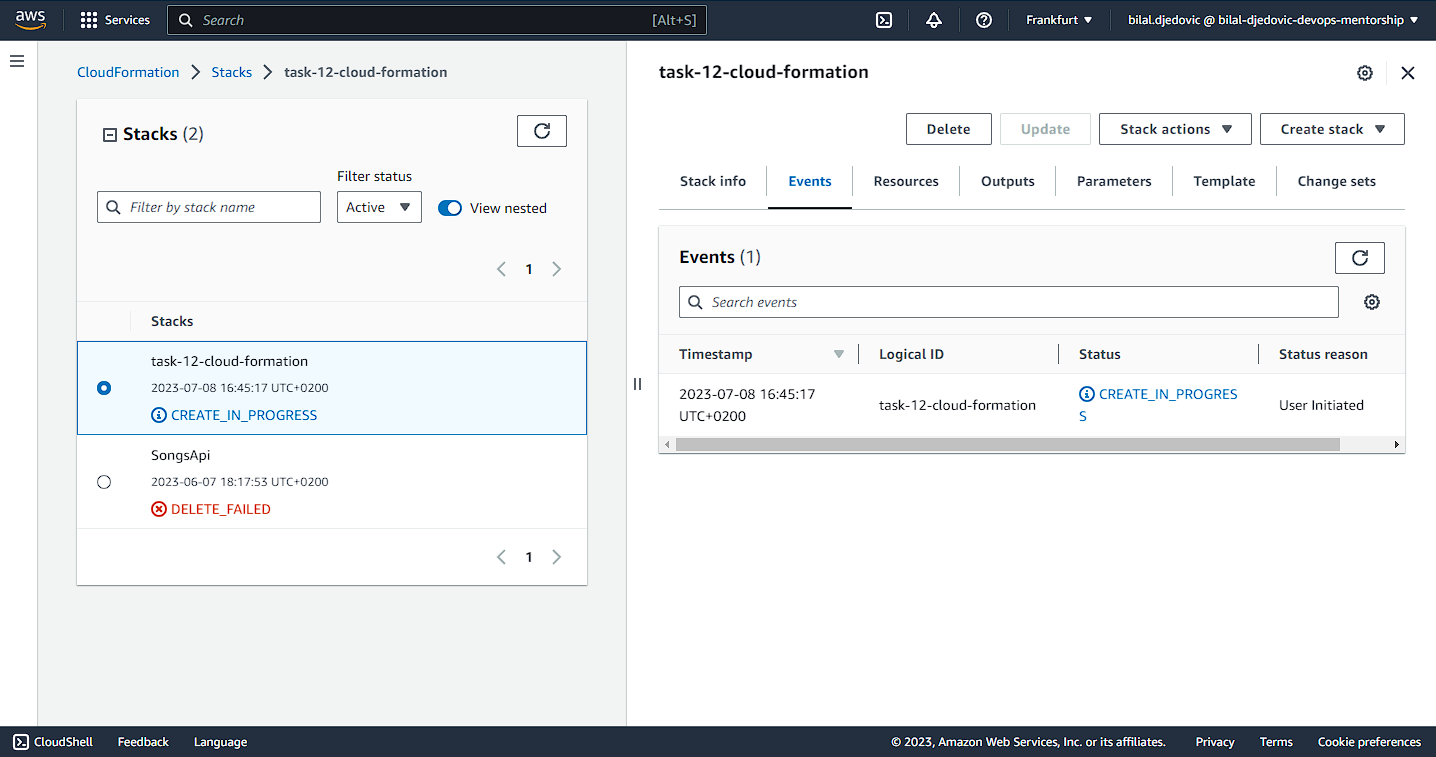 aws Services Search [Alt+S] Frankfurt bilal.djedovic @ bilal-djedovic-devops-mentorship
CloudFormation Stacks task-12-cloud-formation
Stacks (2)
Filter status
Filter by stack name Active View nested
1
Stacks
task-12-cloud-formation
2023-07-08 16:45:17 UTC+0200
CREATE_IN_PROGRESS
SongsApi
2023-06-07 18:17:53 UTC+0200
DELETE_FAILED
1
task-12-cloud-formation
Delete Update Stack actions Create stack
Stack info Events Resources Outputs Parameters Template Change sets
Events (1)
Search events
Timestamp Logical ID Status Status reason
2023-07-08 16:45:17
UTC+0200
task-12-cloud-formation
CREATE_IN_PROGRES
S
User Initiated
CloudShell Feedback Language © 2023, Amazon Web Services, Inc. or its affiliates. Privacy Terms Cookie preferences